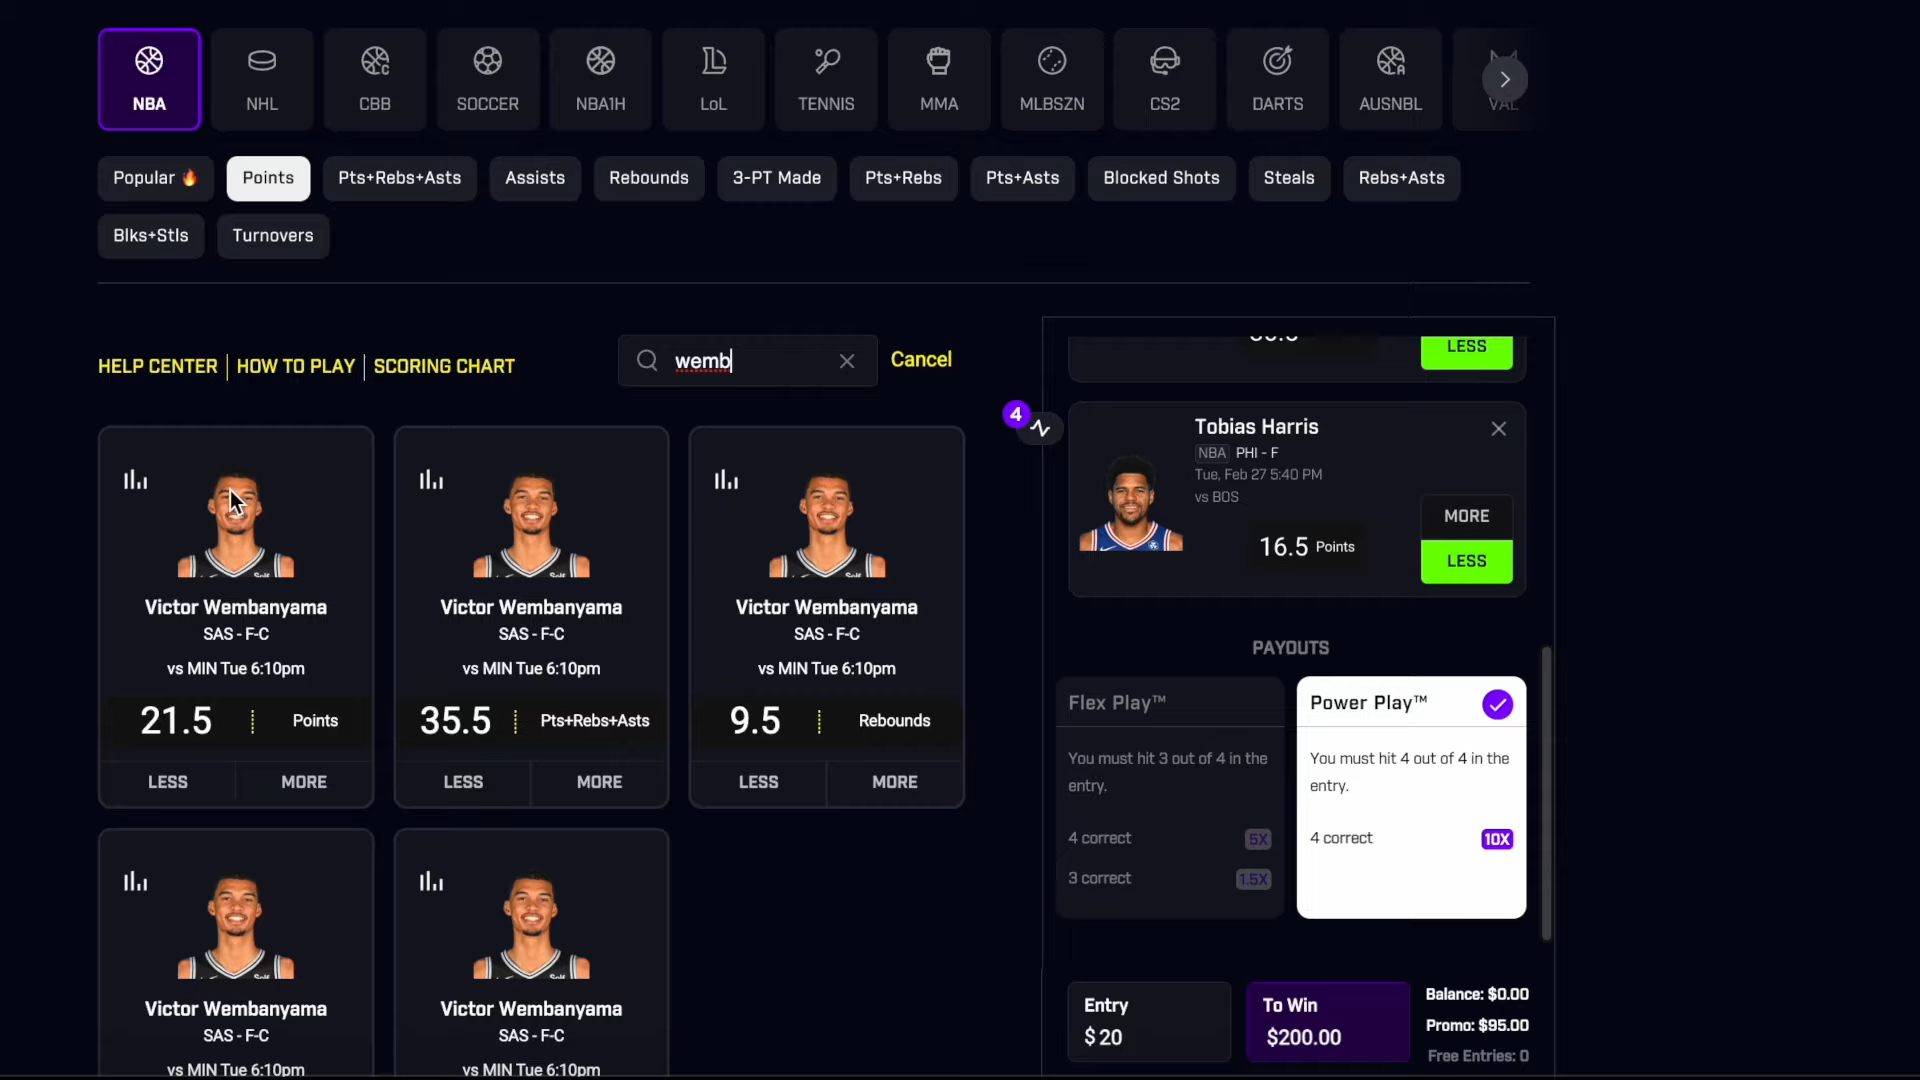 NBA
NHL
CBB
SOCCER
NBA1H
LoL
TENNIS
MMA
MLBSZN
CS2
DARTS
AUSNBL
VAL
Popular 🔥
Points
Pts+Rebs+Asts
Assists
Rebounds
3-PT Made
Pts+Rebs
Pts+Asts
Blocked Shots
Steals
Rebs+Asts
Blks+Stls
Turnovers
HELP CENTER
HOW TO PLAY
SCORING CHART
wemb
Cancel
Victor Wembanyama
SAS - F-C
vs MIN Tue 6:10pm
21.5 Points
LESS MORE
Victor Wembanyama
SAS - F-C
vs MIN Tue 6:10pm
35.5 Pts+Rebs+Asts
LESS MORE
Victor Wembanyama
SAS - F-C
vs MIN Tue 6:10pm
9.5 Rebounds
LESS MORE
Victor Wembanyama
SAS - F-C
vs MIN Tue 6:10pm
Victor Wembanyama
SAS - F-C
vs MIN Tue 6:10pm
LESS
4
Tobias Harris
NBA PHI - F
Tue, Feb 27 5:40 PM
vs BOS
16.5 Points
MORE
LESS
PAYOUTS
Flex Play™
You must hit 3 out of 4 in the
entry.
4 correct 5X
3 correct 1.5X
Power Play™
You must hit 4 out of 4 in the
entry.
4 correct 10X
Entry
$ 20
To Win
$200.00
Balance: $0.00
Promo: $95.00
Free Entries: 0